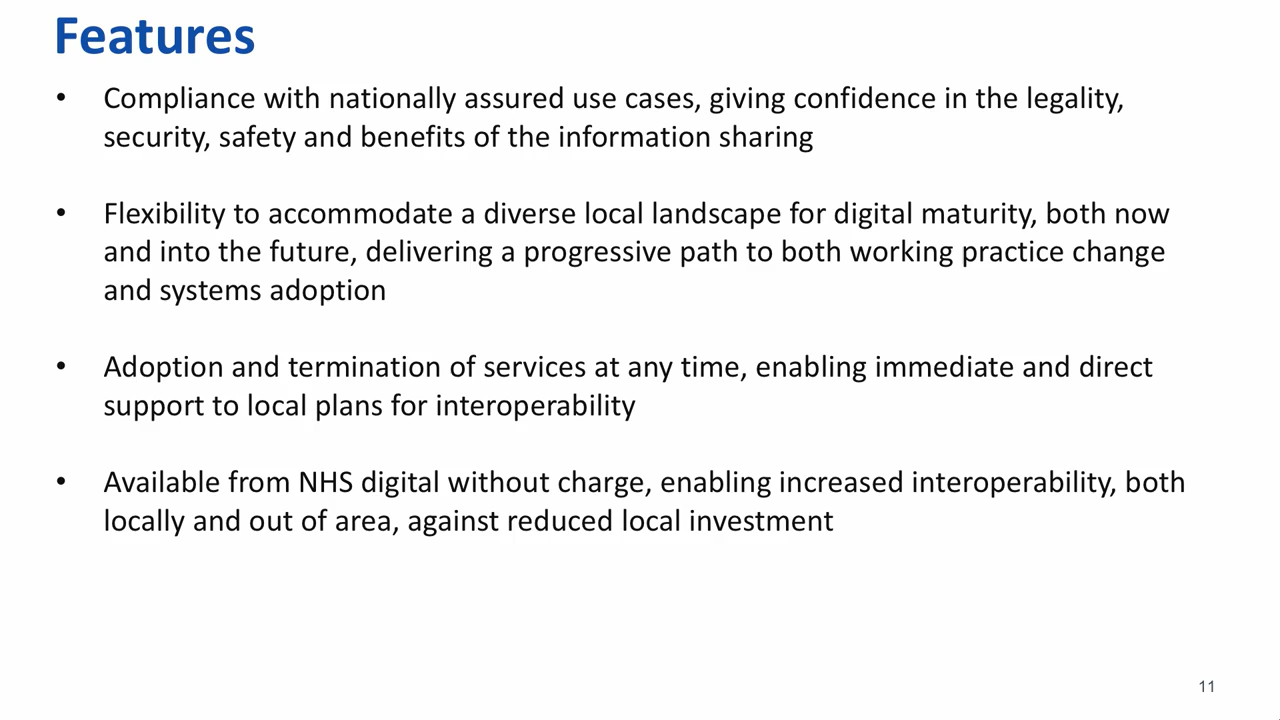 Features
• Compliance with nationally assured use cases, giving confidence in the legality,
security, safety and benefits of the information sharing
• Flexibility to accommodate a diverse local landscape for digital maturity, both now
and into the future, delivering a progressive path to both working practice change
and systems adoption
• Adoption and termination of services at any time, enabling immediate and direct
support to local plans for interoperability
• Available from NHS digital without charge, enabling increased interoperability, both
locally and out of area, against reduced local investment
11